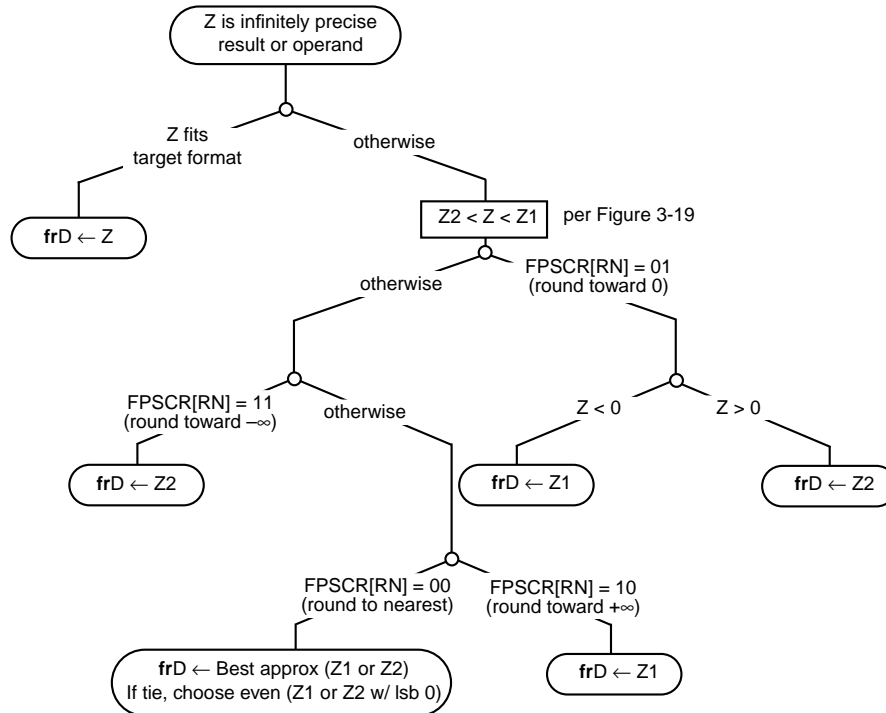 Z is infinitely precise
result or operand
Z fits
target format
otherwise
frD ← Z
Z2 < Z < Z1
per Figure 3-19
otherwise
FPSCR[RN] = 01
(round toward 0)
FPSCR[RN] = 11
(round toward –∞)
otherwise
Z < 0
Z > 0
frD ← Z2
frD ← Z1
frD ← Z2
FPSCR[RN] = 00
(round to nearest)
FPSCR[RN] = 10
(round toward +∞)
frD ← Best approx (Z1 or Z2)
If tie, choose even (Z1 or Z2 w/ lsb 0)
frD ← Z1